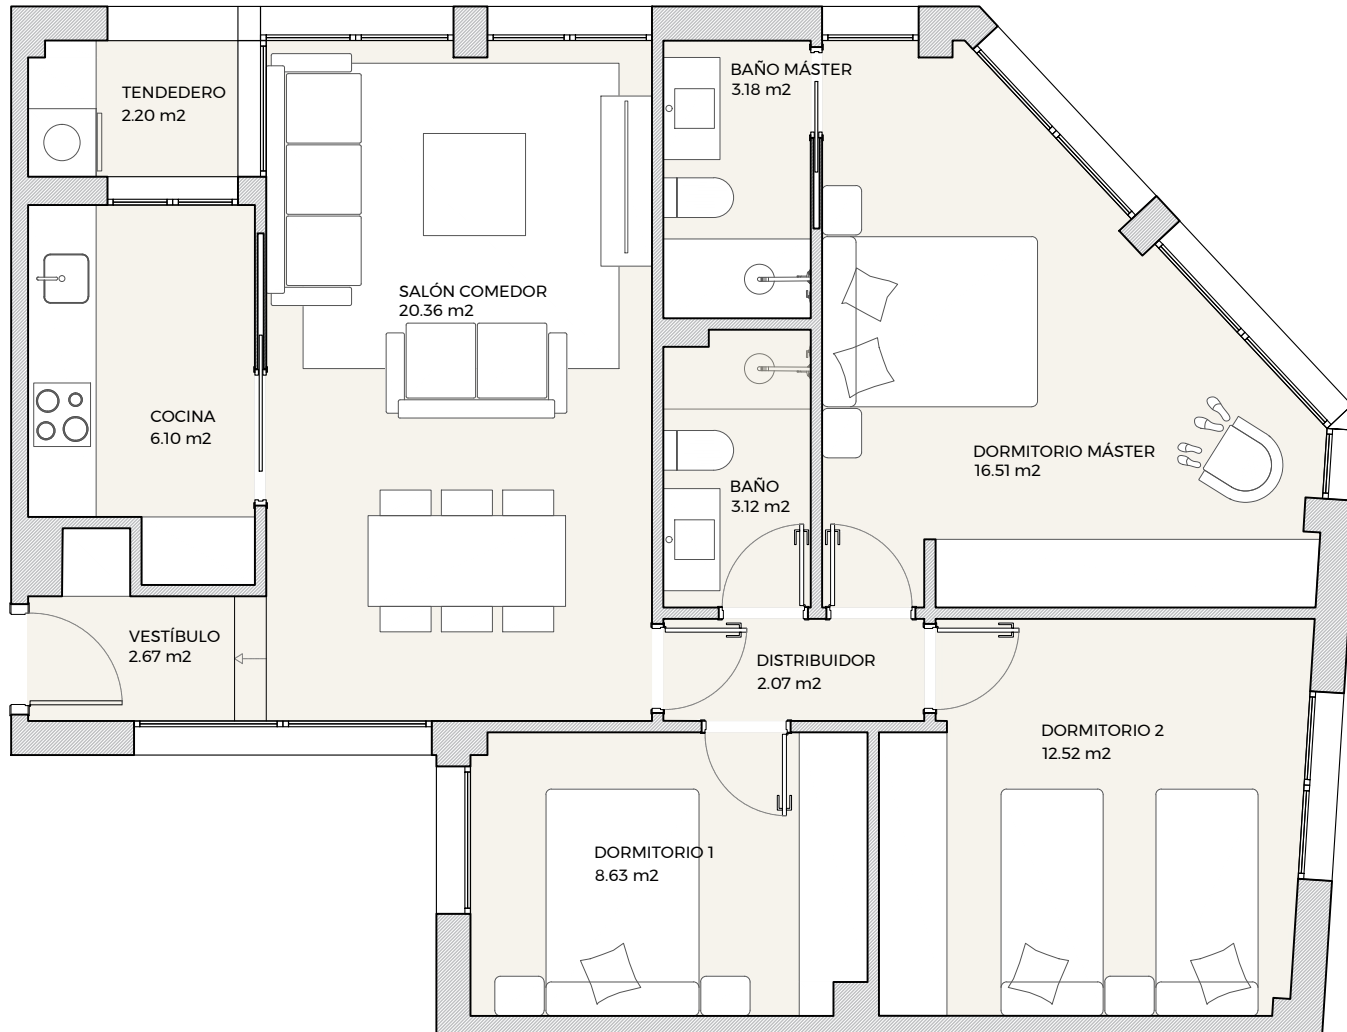 TENDEDERO
2.20 m2
BAÑO MÁSTER
3.18 m2
SALÓN COMEDOR
20.36 m2
COCINA
6.10 m2
DORMITORIO MÁSTER
16.51 m2
BAÑO
3.12 m2
VESTÍBULO
2.67 m2
DISTRIBUIDOR
2.07 m2
DORMITORIO 2
12.52 m2
DORMITORIO 1
8.63 m2